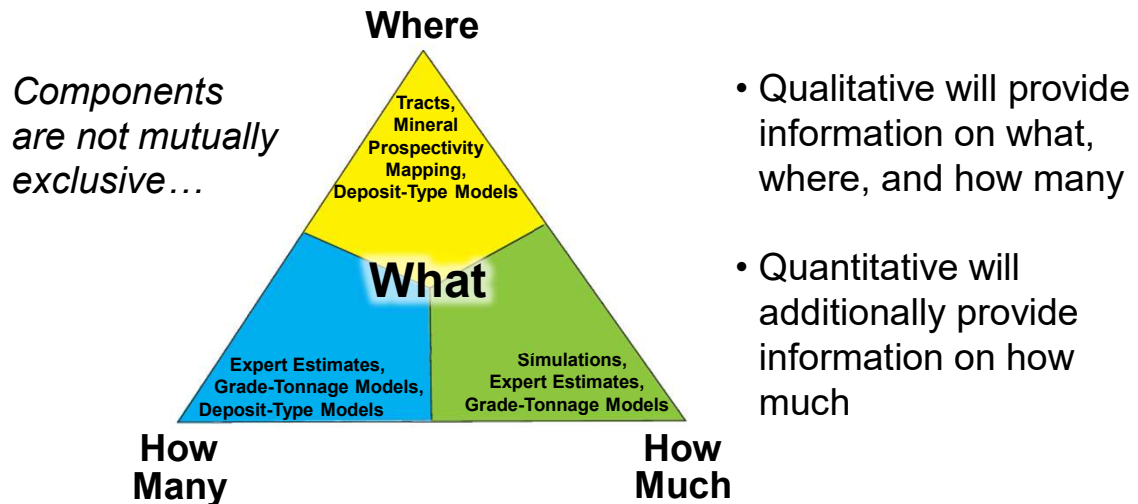 Where
Components
are not mutually
exclusive…
Tracts,
Mineral
Prospectivity
Mapping,
Deposit-Type Models
What
Expert Estimates,
Grade-Tonnage Models,
Deposit-Type Models
Simulations,
Expert Estimates,
Grade-Tonnage Models
How
Many
How
Much
• Qualitative will provide
information on what,
where, and how many
• Quantitative will
additionally provide
information on how
much